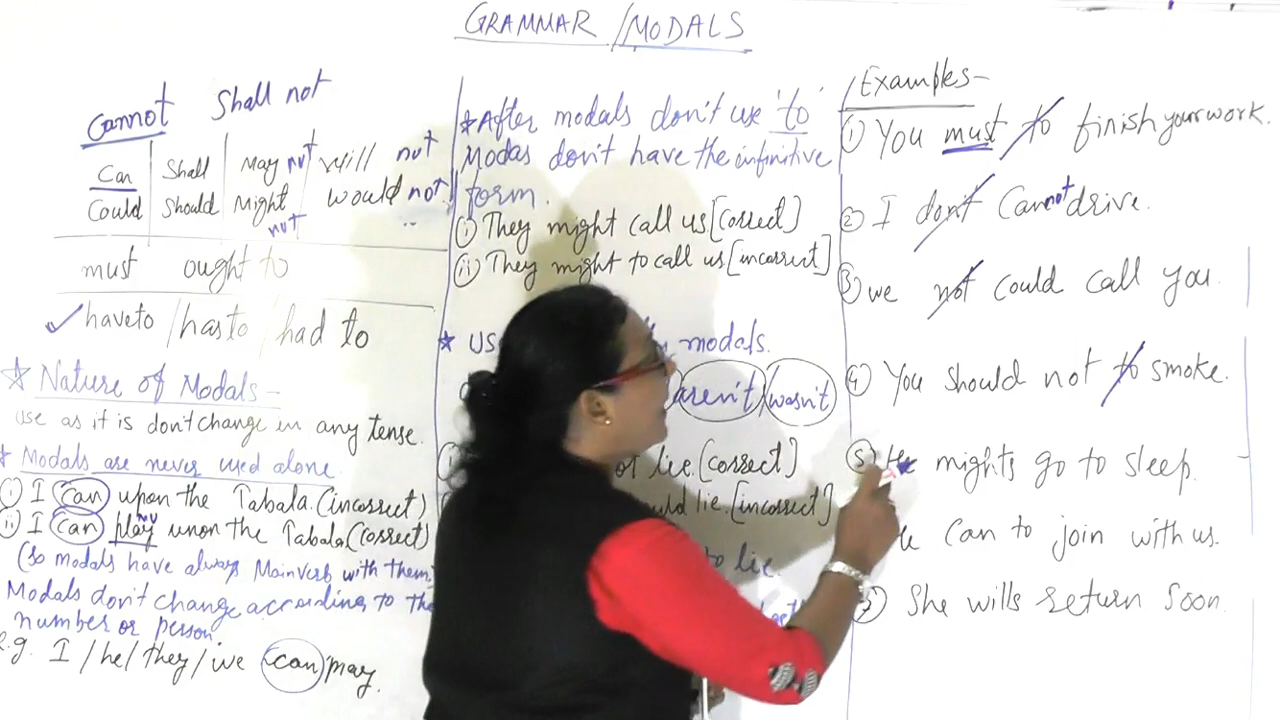 GRAMMAR / MODALS
Cannot Shall not
Can Shall May not Will not
Could Should Might not would not
must ought to
✓ have to / has to / had to
☆ Nature of Modals -
use as it is don't change in any tense.
* Modals are never used alone.
(i) I can upon the Tabala. (incorrect)
(ii) I can play unon the Tabala (correct)
(so modals have always Main verb with them)
Modals don't change according to the
number or person.
e.g. I / he / they / we can / may.
* After modals don't use 'to'
Modas don't have the infinitive
form.
(i) They might call us [correct]
(ii) They might to call us [incorrect]
* modals.
aren't / wasn't
lie. [correct]
lie. [incorrect]
to lie.
Examples -
(1) You must to finish your work.
(2) I don't Cannot drive.
(3) we not could call you.
(4) You should not to smoke.
(5) He mights go to sleep.
Can to join with us.
She wills return soon.